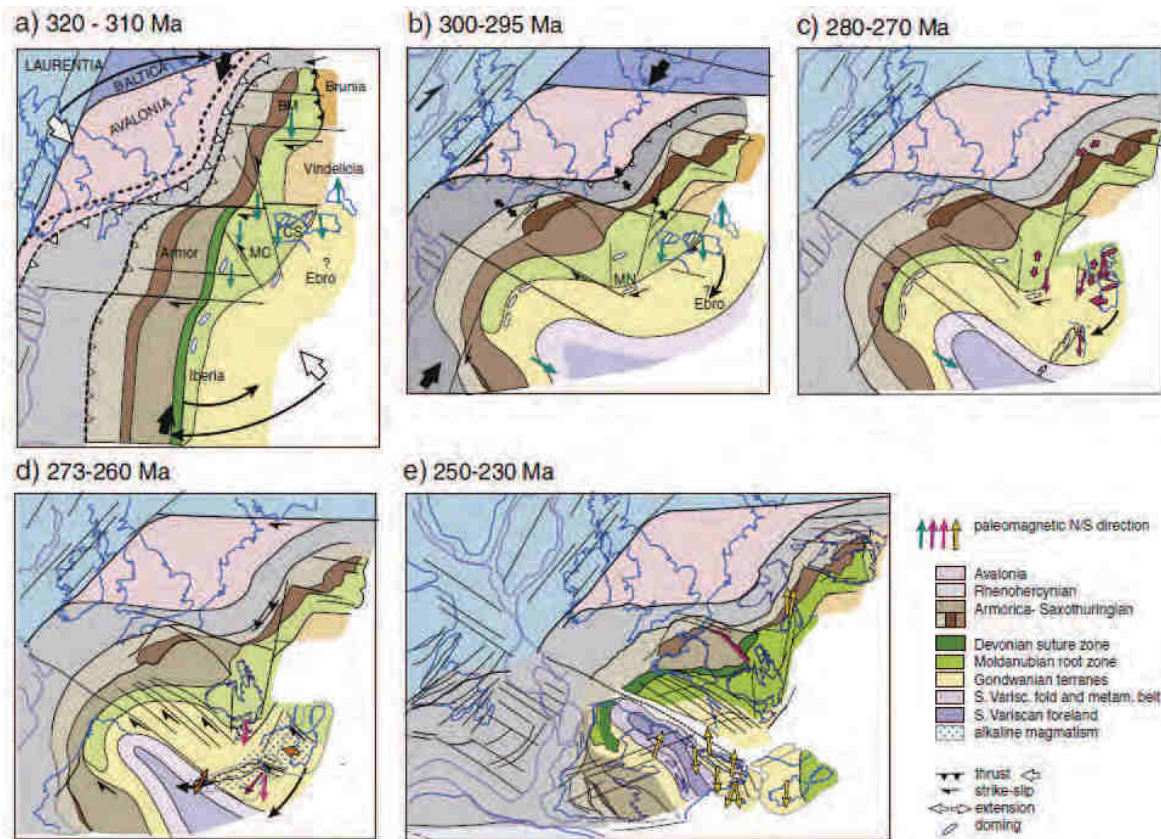 a) 320 - 310 Ma
b) 300-295 Ma
c) 280-270 Ma
LAURENTIA
BALTICA
AVALONIA
Brunia
BM
Vindelicia
Armor
MC
CS
?
Ebro
Iberia
MN
?
Ebro
d) 273-260 Ma
e) 250-230 Ma
paleomagnetic N/S direction
Avalonia
Rhenohercynian
Armorica- Saxothuringian
Devonian suture zone
Moldanubian root zone
Gondwanian terranes
S. Varisc. fold and metam. belt
S. Variscan foreland
alkaline magmatism
thrust
strike-slip
extension
doming